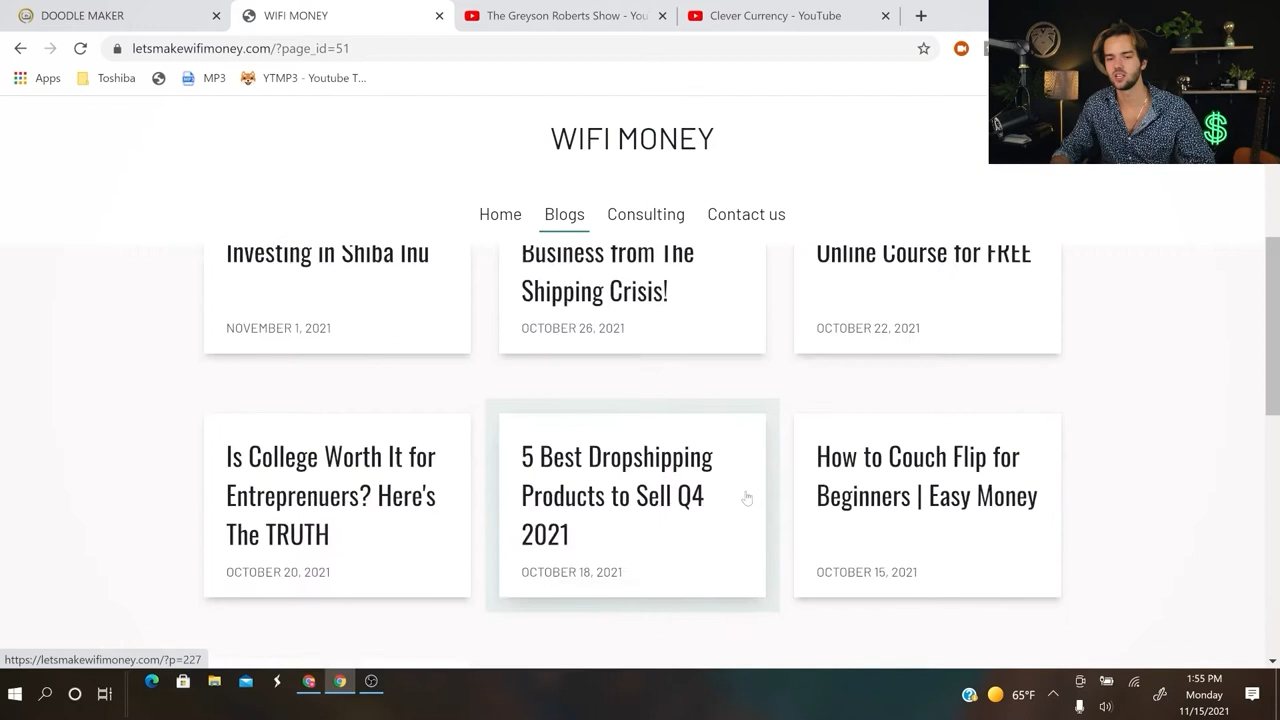 DOODLE MAKER
WIFI MONEY
The Greyson Roberts Show - You
Clever Currency - YouTube
letsmakewifimoney.com/?page_id=51
Apps
Toshiba
MP3
YTMP3 - Youtube T...
WIFI MONEY
Home
Blogs
Consulting
Contact us
Investing in Shiba Inu
NOVEMBER 1, 2021
Business from The
Shipping Crisis!
OCTOBER 26, 2021
Online Course for FREE
OCTOBER 22, 2021
Is College Worth It for
Entreprenuers? Here's
The TRUTH
OCTOBER 20, 2021
5 Best Dropshipping
Products to Sell Q4
2021
OCTOBER 18, 2021
How to Couch Flip for
Beginners | Easy Money
OCTOBER 15, 2021
https://letsmakewifimoney.com/?p=227
65°F
1:55 PM
Monday
11/15/2021
$